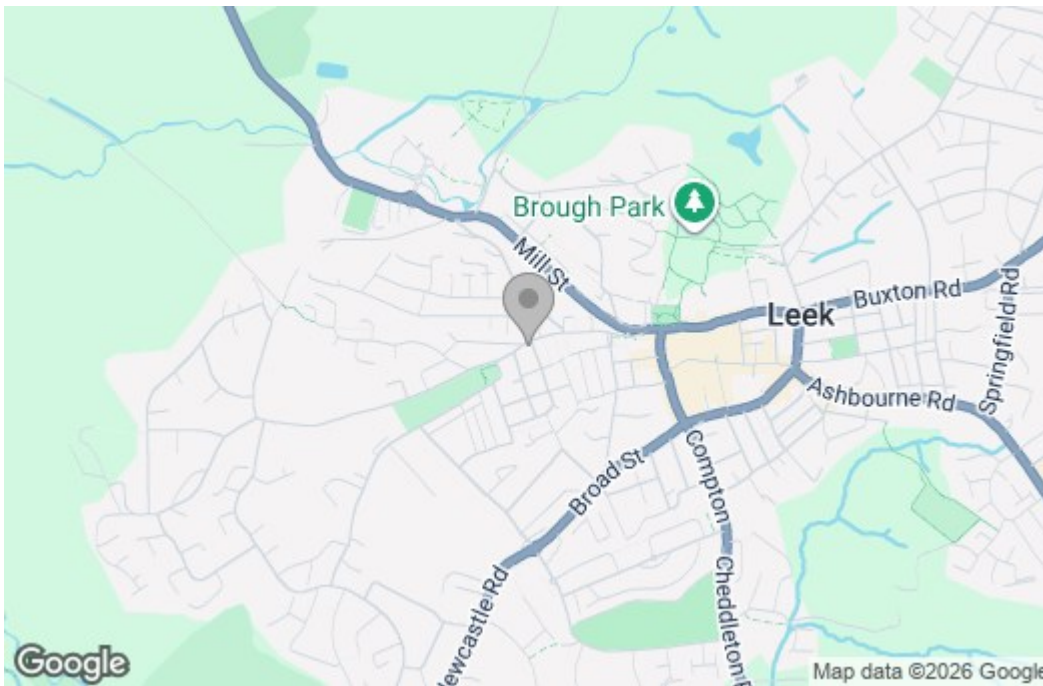 Brough Park
Mill St
Leek
Buxton Rd
Springfield Rd
Ashbourne Rd
Compton
Broad St
Newcastle Rd
Cheddleton R
Google
Map data ©2026 Google